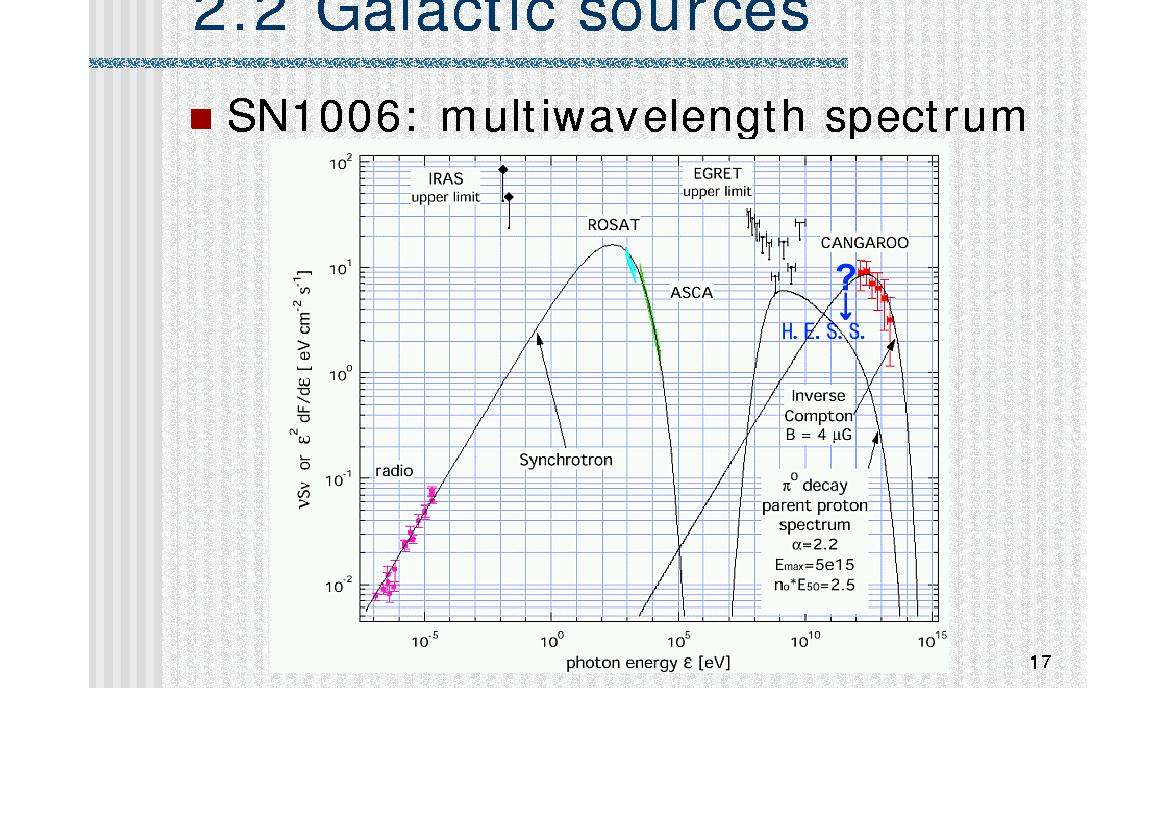 2.2 Galactic sources
SN1006: multiwavelength spectrum
10²
10¹
10⁰
10⁻¹
10⁻²
νSν or ε² dF/dε [ eV cm⁻² s⁻¹]
IRAS
upper limit
ROSAT
ASCA
EGRET
upper limit
CANGAROO
?
H. E. S. S.
Inverse
Compton
B = 4 μG
Synchrotron
radio
π⁰ decay
parent proton
spectrum
α=2.2
Emax=5e15
n₀*E₅₀=2.5
10⁻⁵
10⁰
10⁵
10¹⁰
10¹⁵
photon energy ε [eV]
17